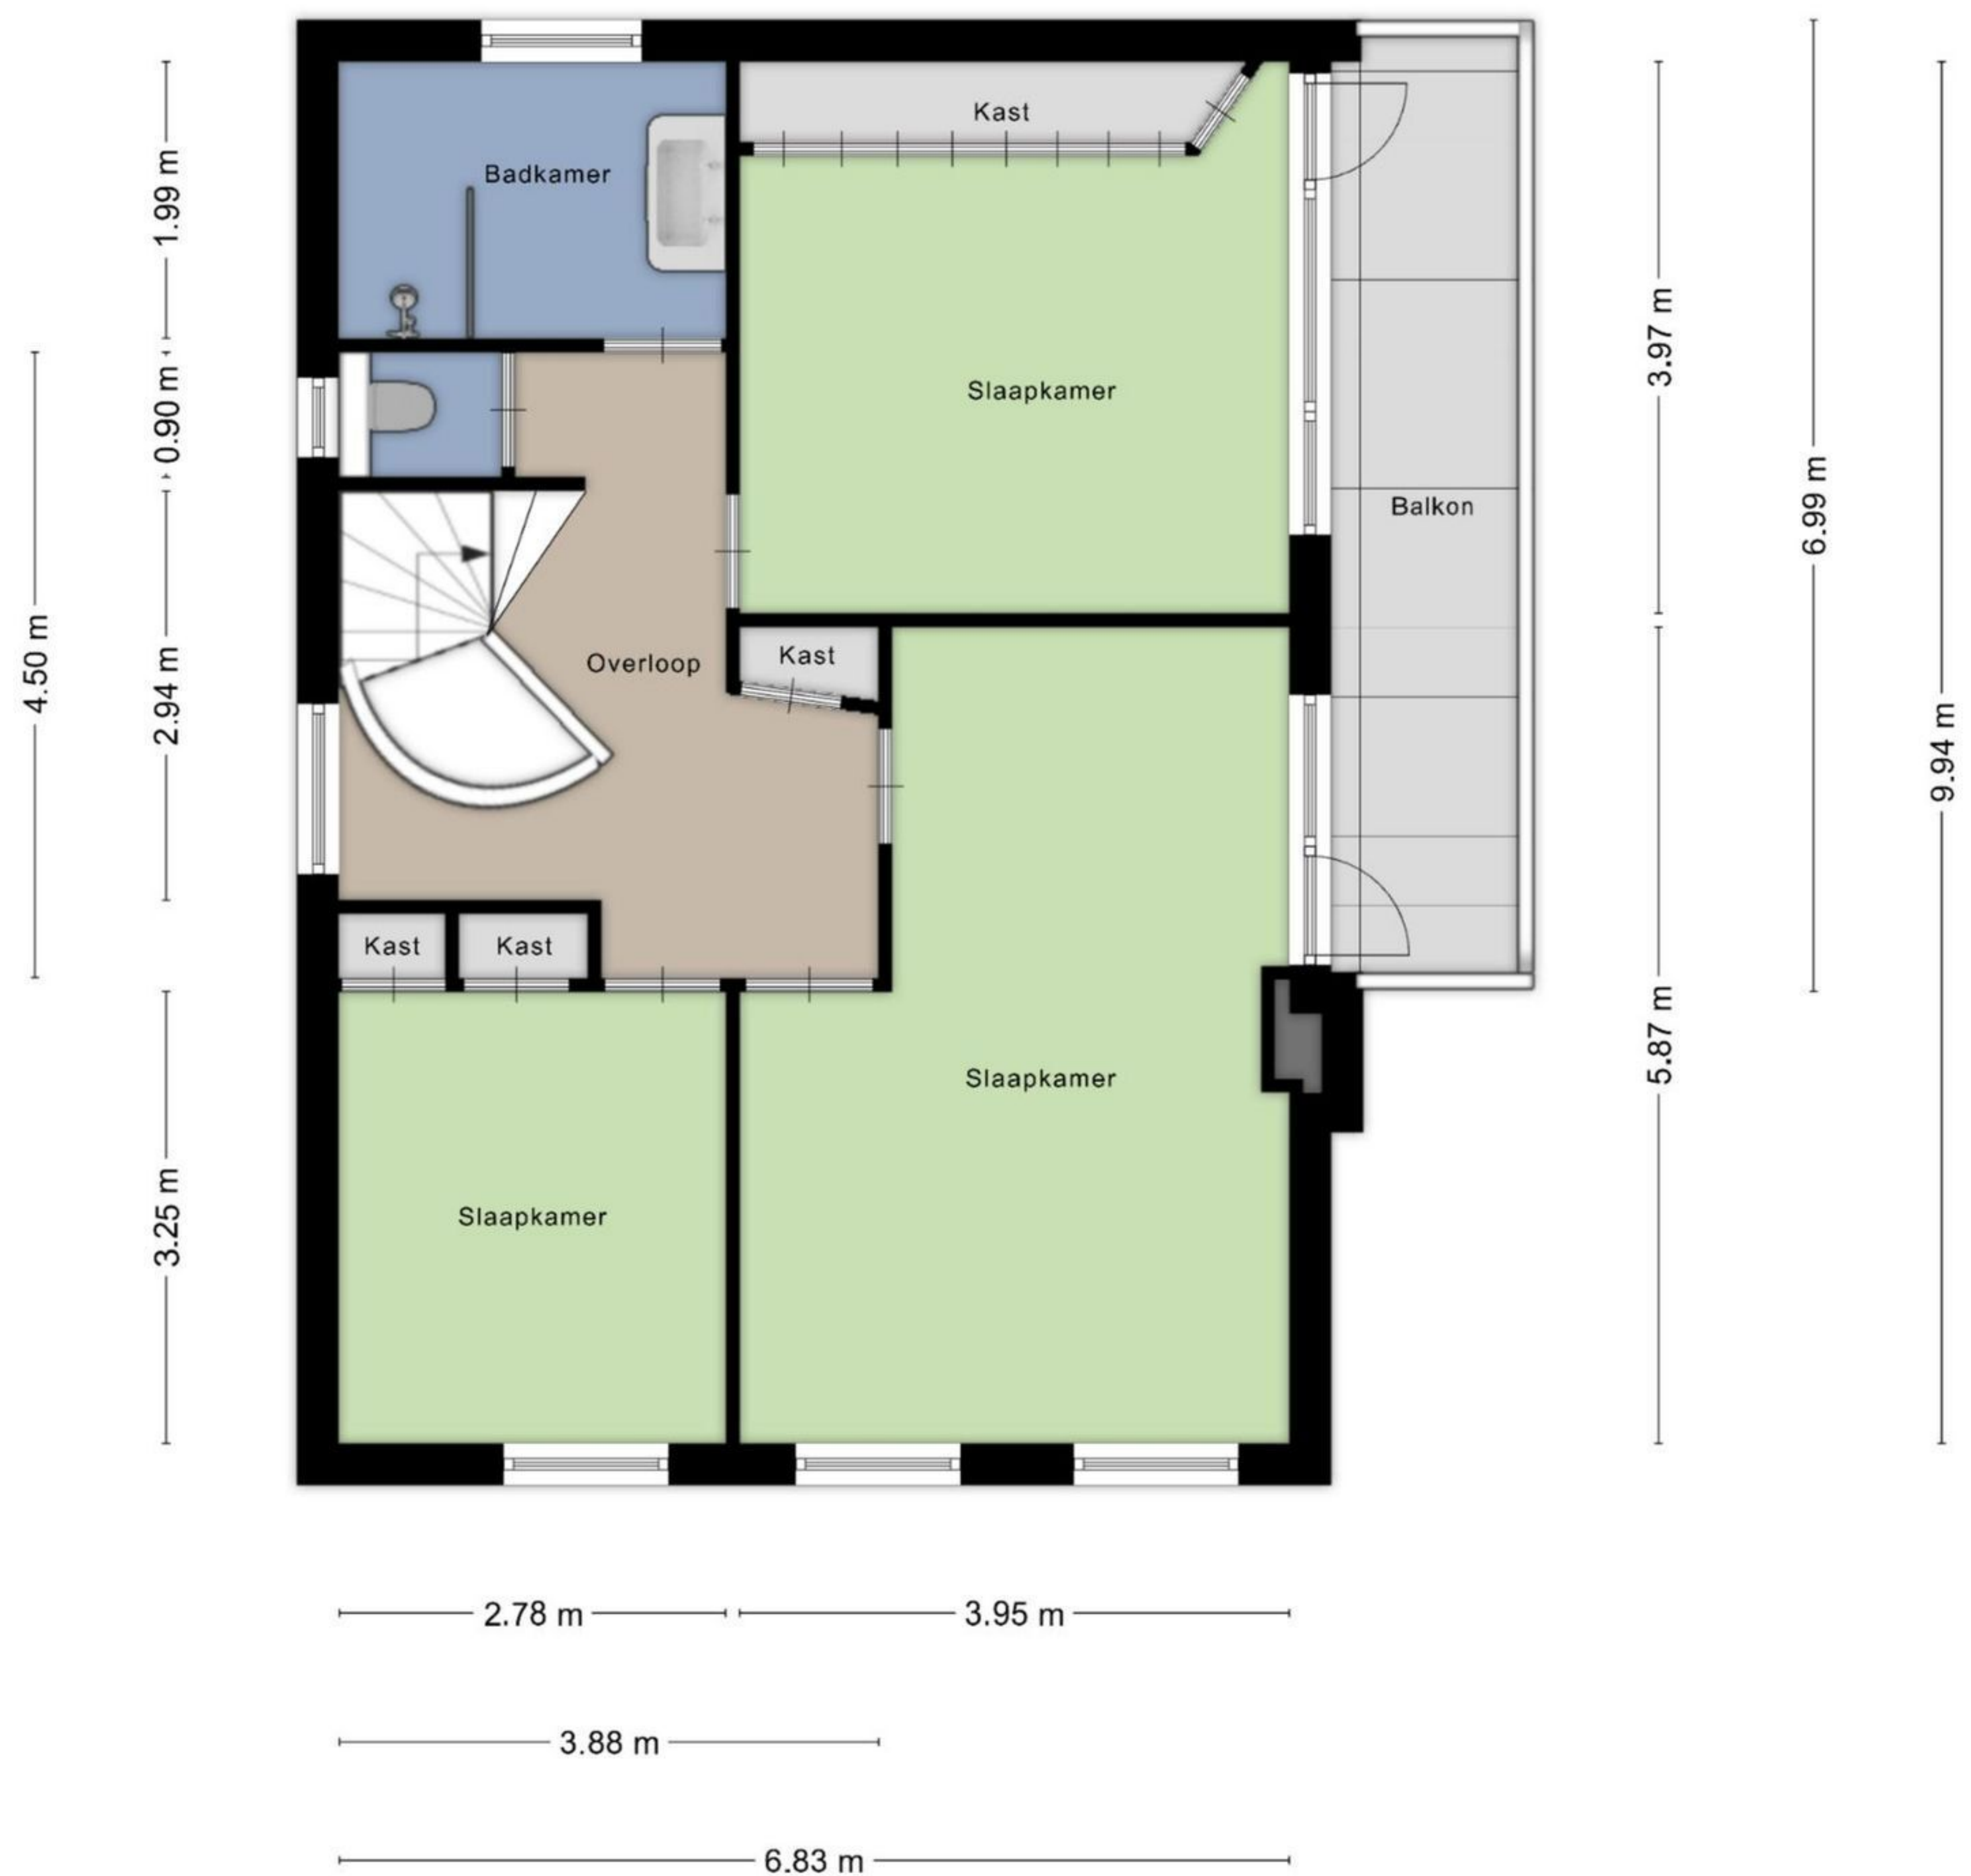 Kast
Badkamer
1.99 m
3.97 m
Slaapkamer
0.90 m
6.99 m
Balkon
4.50 m
2.94 m
Overloop
Kast
9.94 m
Kast
Kast
5.87 m
Slaapkamer
3.25 m
Slaapkamer
2.78 m
3.95 m
3.88 m
6.83 m